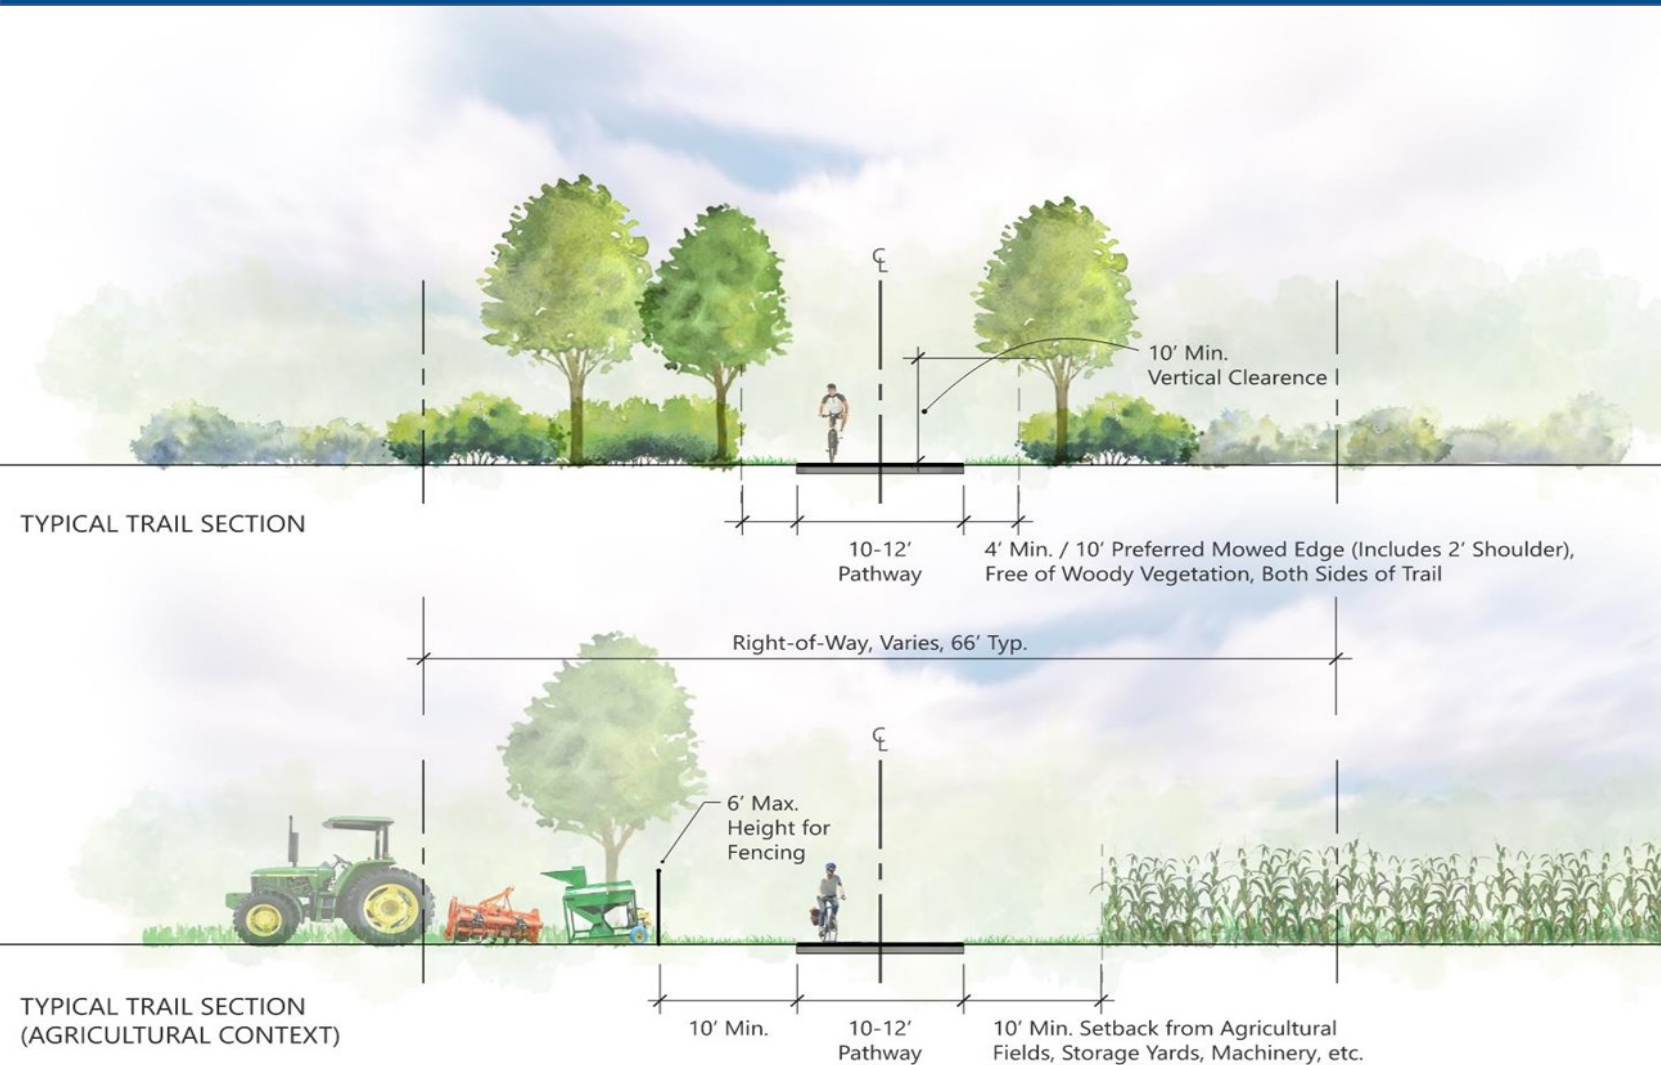 ℄
10′ Min.
Vertical Clearence
TYPICAL TRAIL SECTION
10-12′
Pathway
4′ Min. / 10′ Preferred Mowed Edge (Includes 2′ Shoulder),
Free of Woody Vegetation, Both Sides of Trail
Right-of-Way, Varies, 66′ Typ.
℄
6′ Max.
Height for
Fencing
TYPICAL TRAIL SECTION
(AGRICULTURAL CONTEXT)
10′ Min.
10-12′
Pathway
10′ Min. Setback from Agricultural
Fields, Storage Yards, Machinery, etc.